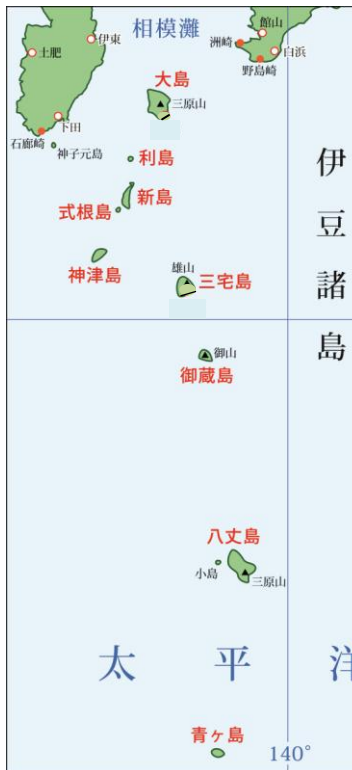 相模灘
館山
洲崎
白浜
野島崎
伊東
土肥
下田
石廊崎
神子元島
大島
三原山
利島
新島
式根島
神津島
雄山
三宅島
御山
御蔵島
伊豆諸島
八丈島
小島
三原山
太平洋
青ヶ島
140°